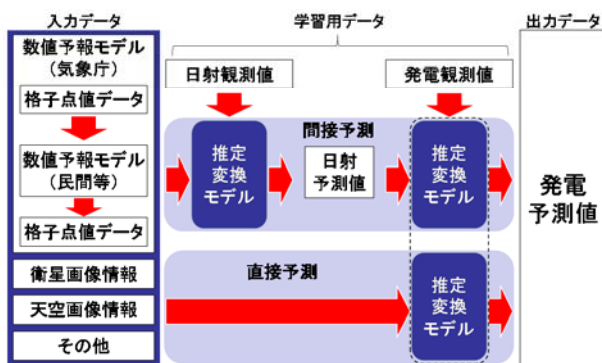 入力データ
学習用データ
出力データ
数値予報モデル
(気象庁)
格子点値データ
数値予報モデル
(民間等)
格子点値データ
衛星画像情報
天空画像情報
その他
日射観測値
発電観測値
間接予測
推定
変換
モデル
日射
予測値
推定
変換
モデル
直接予測
推定
変換
モデル
発電
予測値